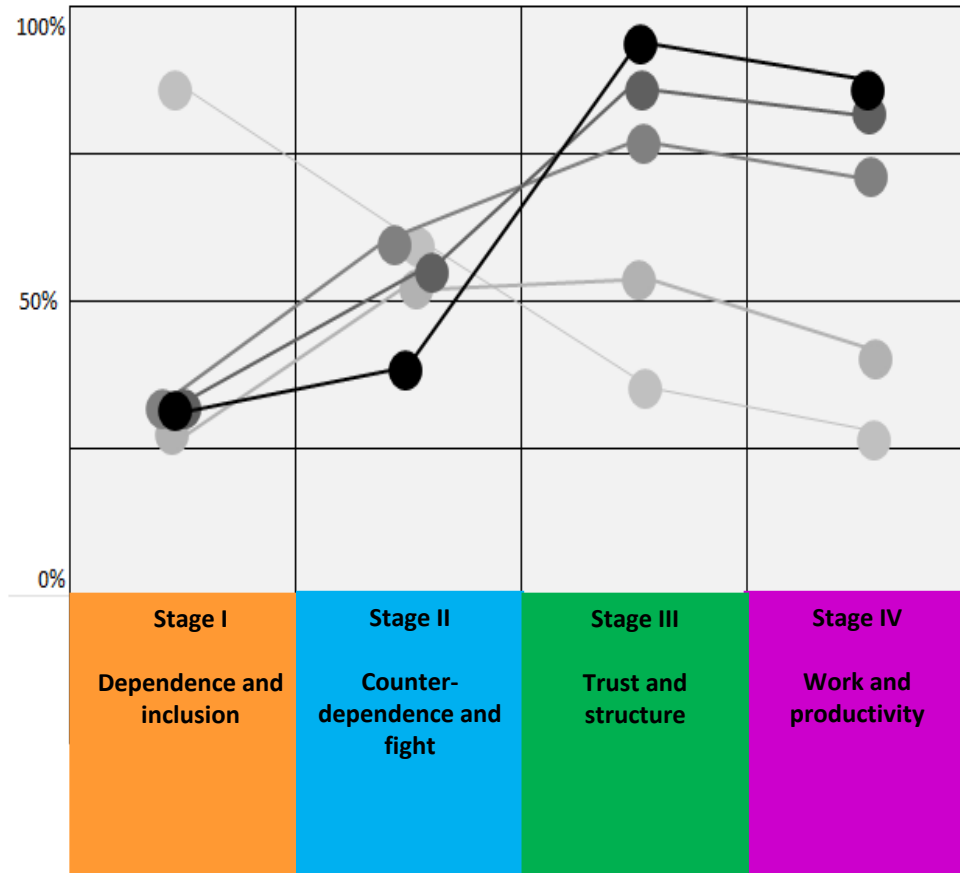 100%
50%
0%
Stage I
Dependence and
inclusion
Stage II
Counter-
dependence and
fight
Stage III
Trust and
structure
Stage IV
Work and
productivity